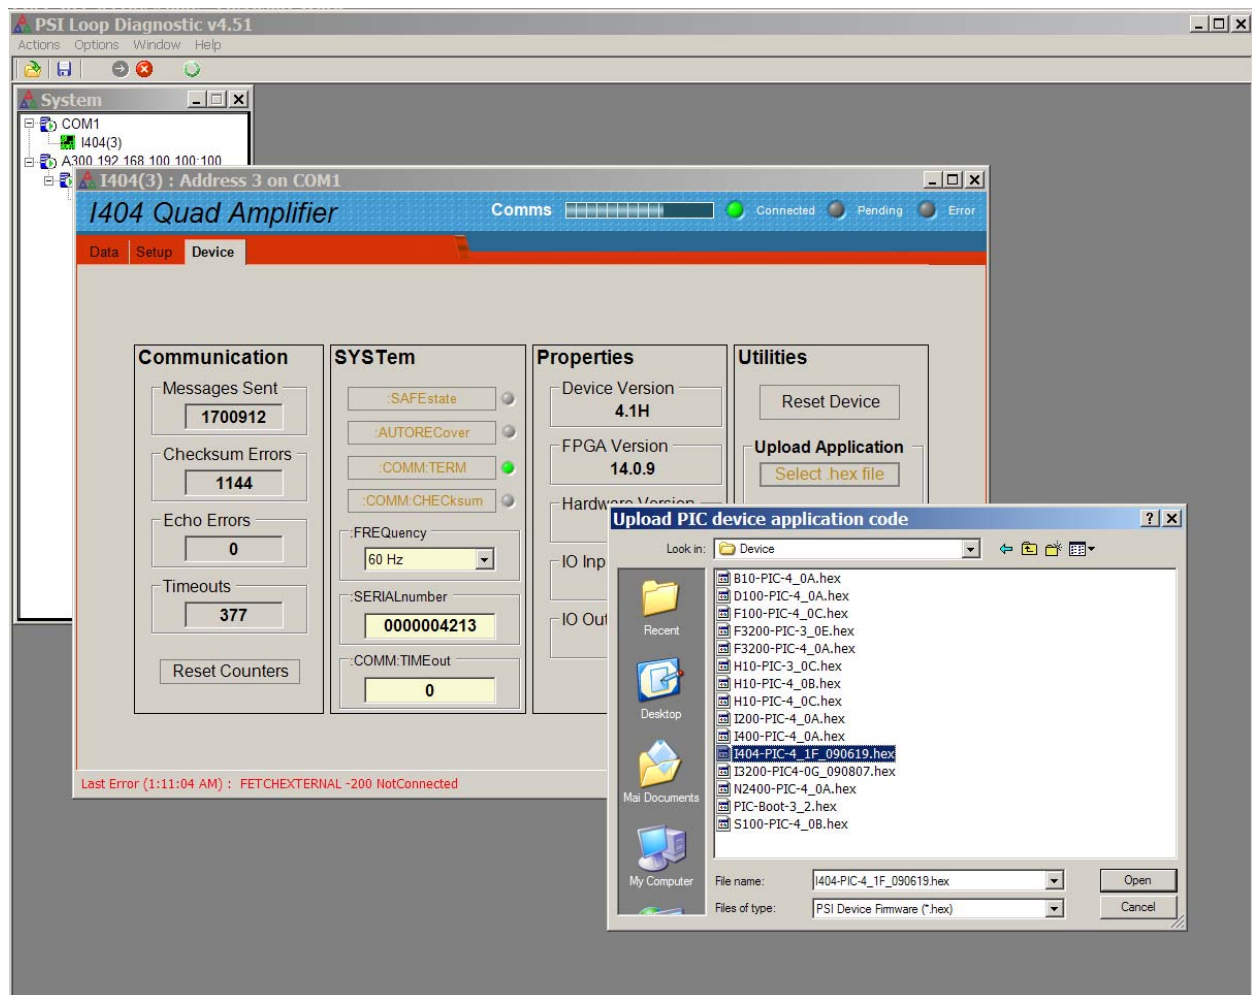 PSI Loop Diagnostic v4.51
Actions Options Window Help
System
COM1
I404(3)
A300 192.168.100.100:100
I404(3) : Address 3 on COM1
I404 Quad Amplifier
Comms
Connected
Pending
Error
Data Setup Device
Communication
Messages Sent
1700912
Checksum Errors
1144
Echo Errors
0
Timeouts
377
Reset Counters
SYSTem
:SAFEstate
:AUTORECover
:COMM:TERM
:COMM:CHECksum
:FREQuency
60 Hz
:SERIALnumber
0000004213
:COMM:TIMEout
0
Properties
Device Version
4.1H
FPGA Version
14.0.9
Hardware Version
IO Inp
IO Out
Utilities
Reset Device
Upload Application
Select .hex file
Last Error (1:11:04 AM) : FETCHEXTERNAL -200 NotConnected
Upload PIC device application code
Look in: Device
Recent
Desktop
Mai Documents
My Computer
B10-PIC-4_0A.hex
D100-PIC-4_0A.hex
F100-PIC-4_0C.hex
F3200-PIC-3_0E.hex
F3200-PIC-4_0A.hex
H10-PIC-3_0C.hex
H10-PIC-4_0B.hex
H10-PIC-4_0C.hex
I200-PIC-4_0A.hex
I400-PIC-4_0A.hex
I404-PIC-4_1F_090619.hex
I3200-PIC4-0G_090807.hex
N2400-PIC-4_0A.hex
PIC-Boot-3_2.hex
S100-PIC-4_0B.hex
File name: I404-PIC-4_1F_090619.hex Open
Files of type: PSI Device Firmware (*.hex) Cancel